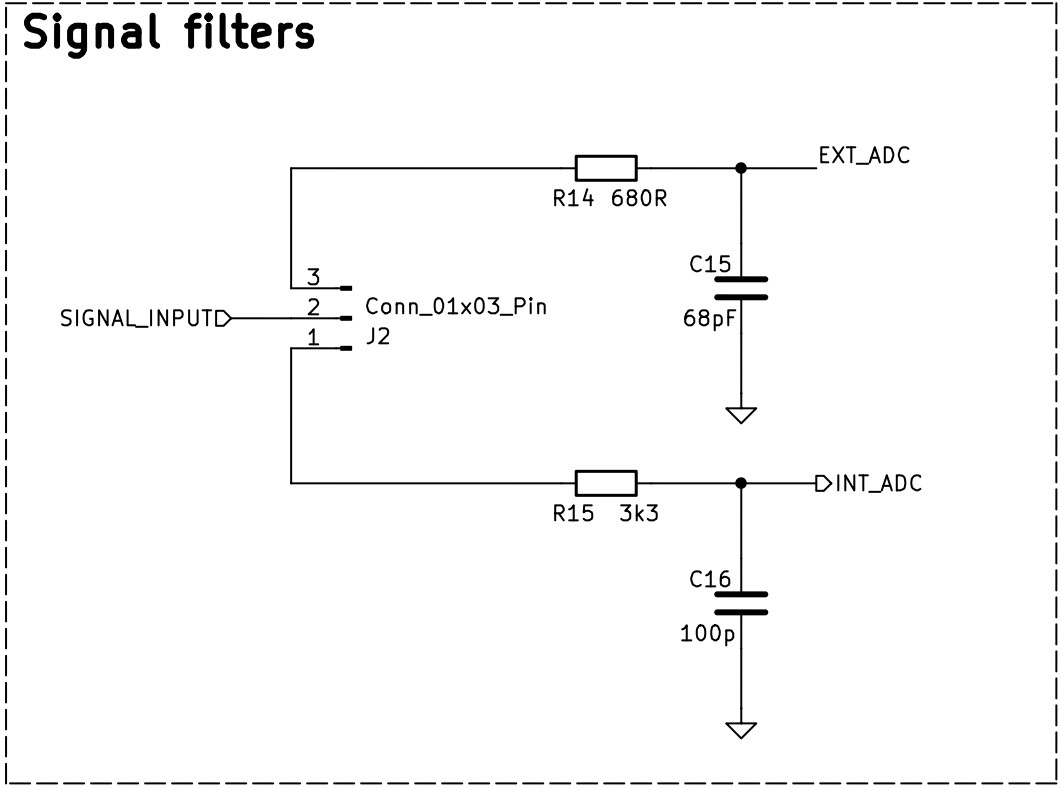 Signal filters
EXT_ADC
R14 680R
C15
68pF
3
2
1
Conn_01x03_Pin
J2
SIGNAL_INPUT
INT_ADC
R15 3k3
C16
100p